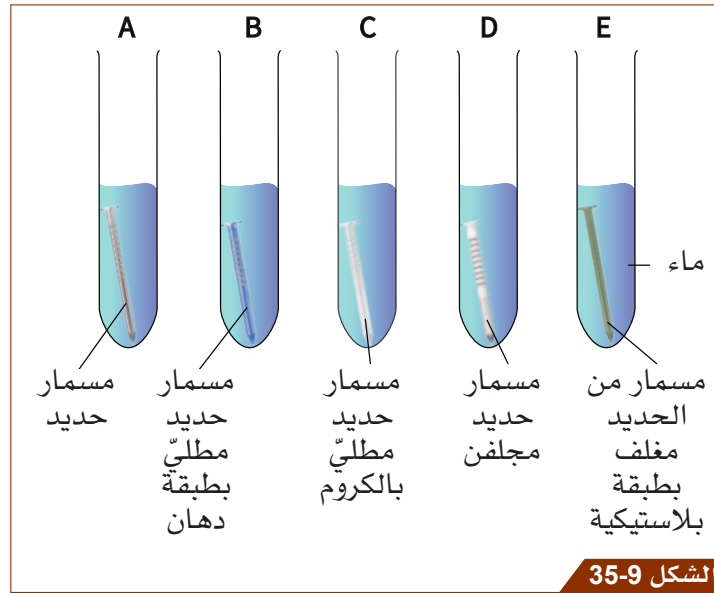 A
B
C
D
E
ماء
مسمار
حديد
مسمار
حديد
مطليّ
بطبقة
دهان
مسمار
حديد
مطليّ
بالكروم
مسمار
حديد
مجلفن
مسمار من
الحديد
مغلف
بطبقة
بلاستيكية
الشكل 9-35